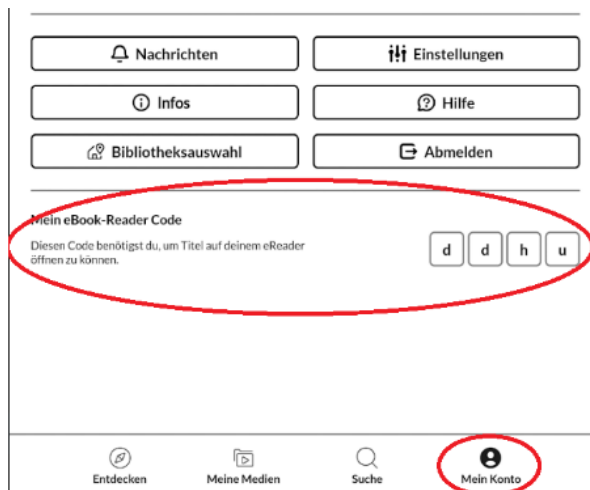 Nachrichten
Einstellungen
Infos
Hilfe
Bibliotheksauswahl
Abmelden
Mein eBook-Reader Code
Diesen Code benötigst du, um Titel auf deinem eReader
öffnen zu können.
d d h u
Entdecken
Meine Medien
Suche
Mein Konto